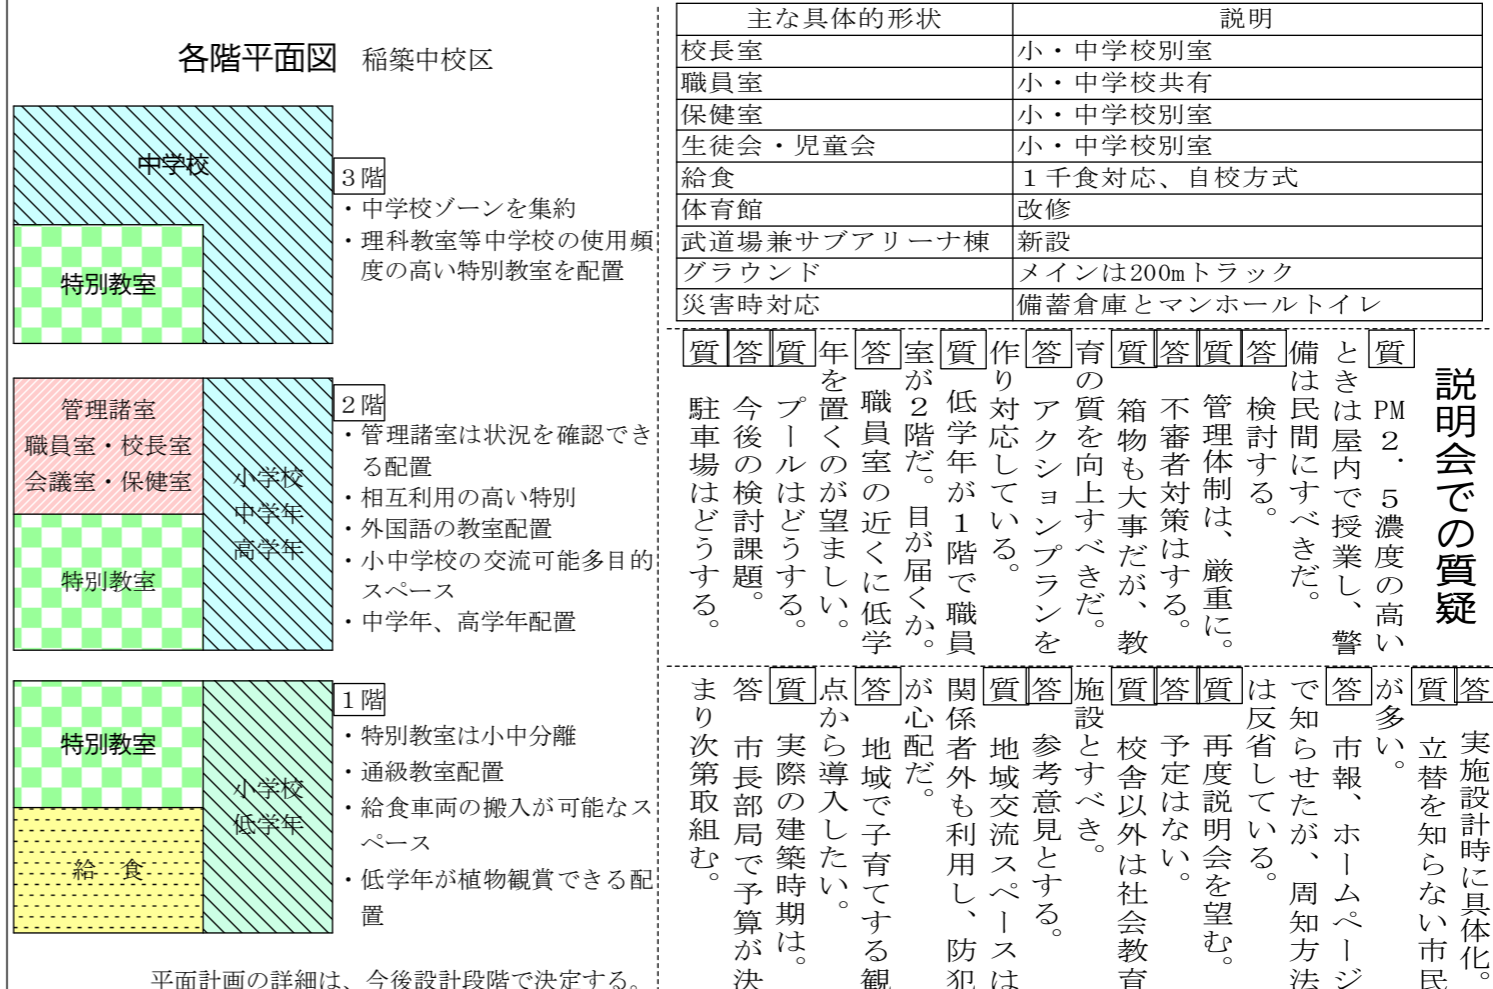 各階平面図　稲築中校区
中学校
特別教室
3階
・中学校ゾーンを集約
・理科教室等中学校の使用頻
度の高い特別教室を配置
管理諸室
職員室・校長室
会議室・保健室
特別教室
小学校
中学年
高学年
2階
・管理諸室は状況を確認でき
る配置
・相互利用の高い特別
・外国語の教室配置
・小中学校の交流可能多目的
スペース
・中学年、高学年配置
特別教室
給　食
小学校
低学年
1階
・特別教室は小中分離
・通級教室配置
・給食車両の搬入が可能なス
ペース
・低学年が植物観賞できる配
置
平面計画の詳細は、今後設計段階で決定する。
主な具体的形状　説明
校長室　小・中学校別室
職員室　小・中学校共有
保健室　小・中学校別室
生徒会・児童会　小・中学校別室
給食　１千食対応、自校方式
体育館　改修
武道場兼サブアリーナ棟　新設
グラウンド　メインは200mトラック
災害時対応　備蓄倉庫とマンホールトイレ
説明会での質疑
質　PM２．５濃度の高い
ときは屋内で授業し、警
備は民間にすべきだ。
答　検討する。
質　管理体制は、厳重に。
答　不審者対策はする。
質　箱物も大事だが、教
育の質を向上すべきだ。
答　アクションプランを
作り対応している。
質　低学年が１階で職員
室が２階だ。目が届くか。
答　職員室の近くに低学
年を置くのが望ましい。
質　プールはどうする。
答　今後の検討課題。
質　駐車場はどうする。
答　実施設計時に具体化。
質　立替を知らない市民
が多い。
答　市報、ホームページ
で知らせたが、周知方法
は反省している。
質　再度説明会を望む。
答　予定はない。
質　校舎以外は社会教育
施設とすべき。
答　参考意見とする。
質　地域交流スペースは
関係者外も利用し、防犯
が心配だ。
答　地域で子育てする観
点から導入したい。
質　実際の建築時期は。
答　市長部局で予算が決
まり次第取組む。